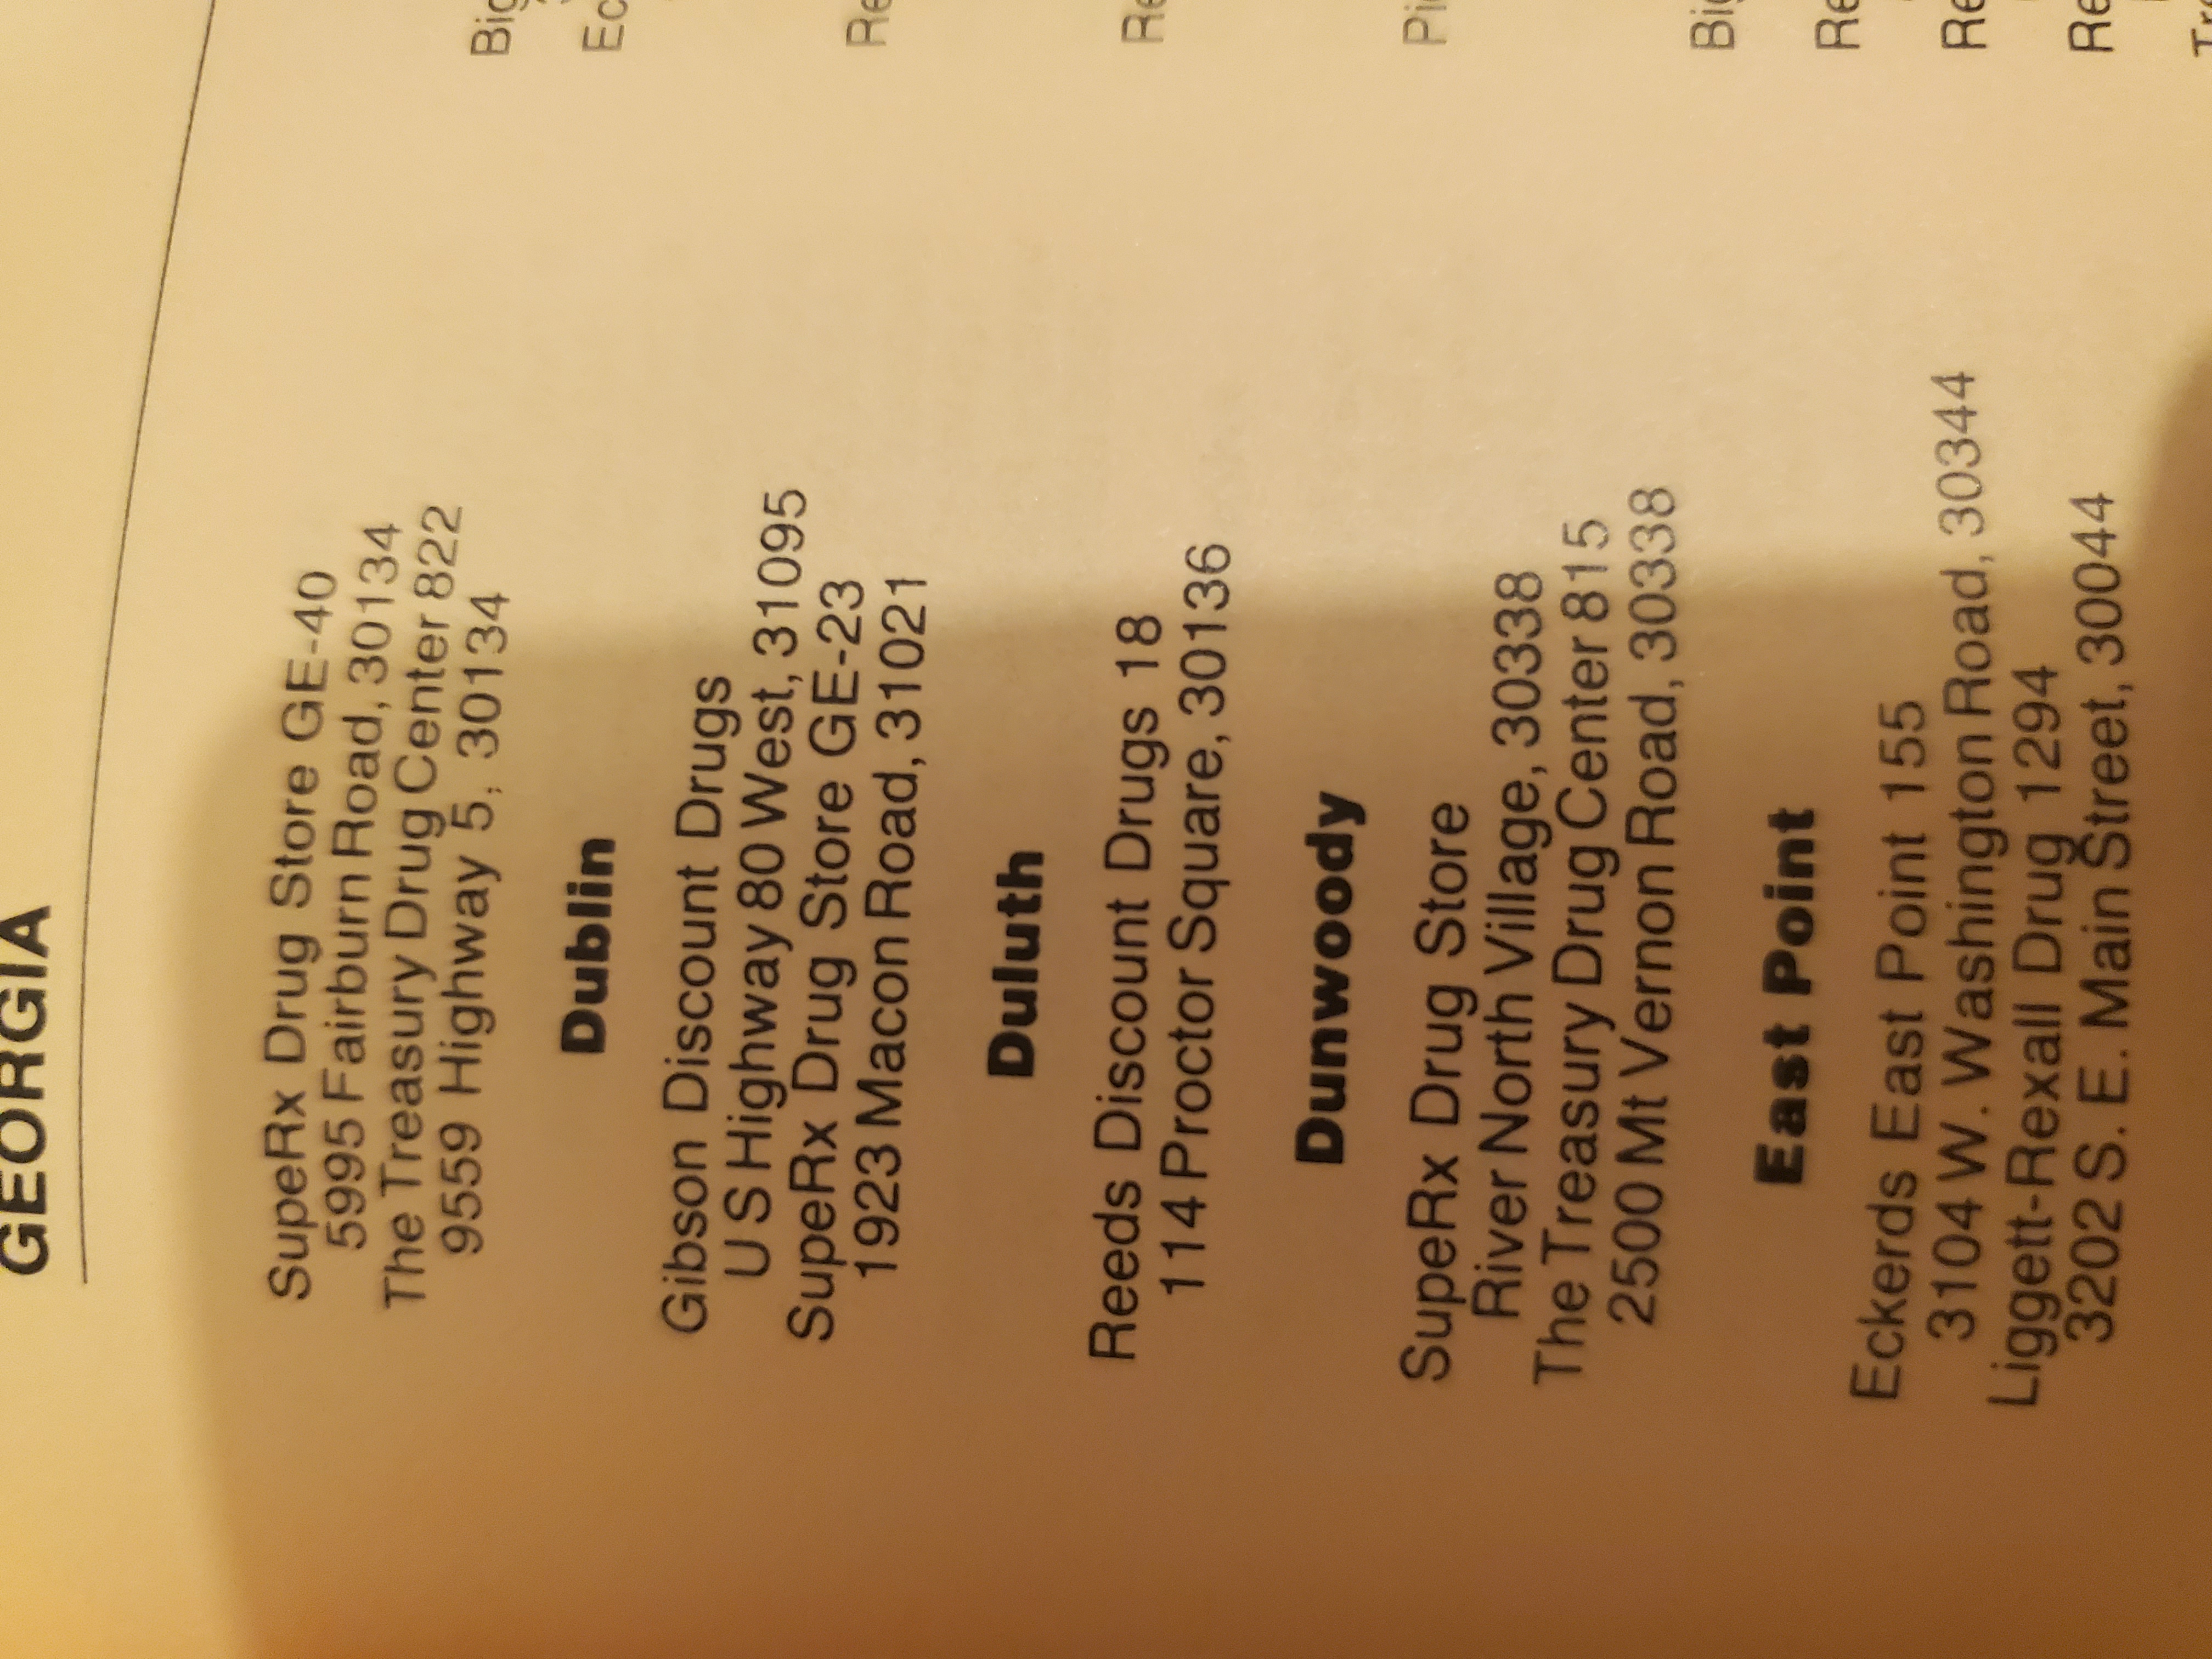 GEORGIA
SupeRx Drug Store GE-40
5995 Fairburn Road, 30134
The Treasury Drug Center 822
9559 Highway 5, 30134
Dublin
Gibson Discount Drugs
U S Highway 80 West, 31095
SupeRx Drug Store GE-23
1923 Macon Road, 31021
Duluth
Reeds Discount Drugs 18
114 Proctor Square, 30136
Dunwoody
SupeRx Drug Store
River North Village, 30338
The Treasury Drug Center 815
2500 Mt Vernon Road, 30338
East Point
Eckerds East Point 155
3104 W. Washington Road, 30344
Liggett-Rexall Drug 1294
3202 S. E. Main Street, 30044